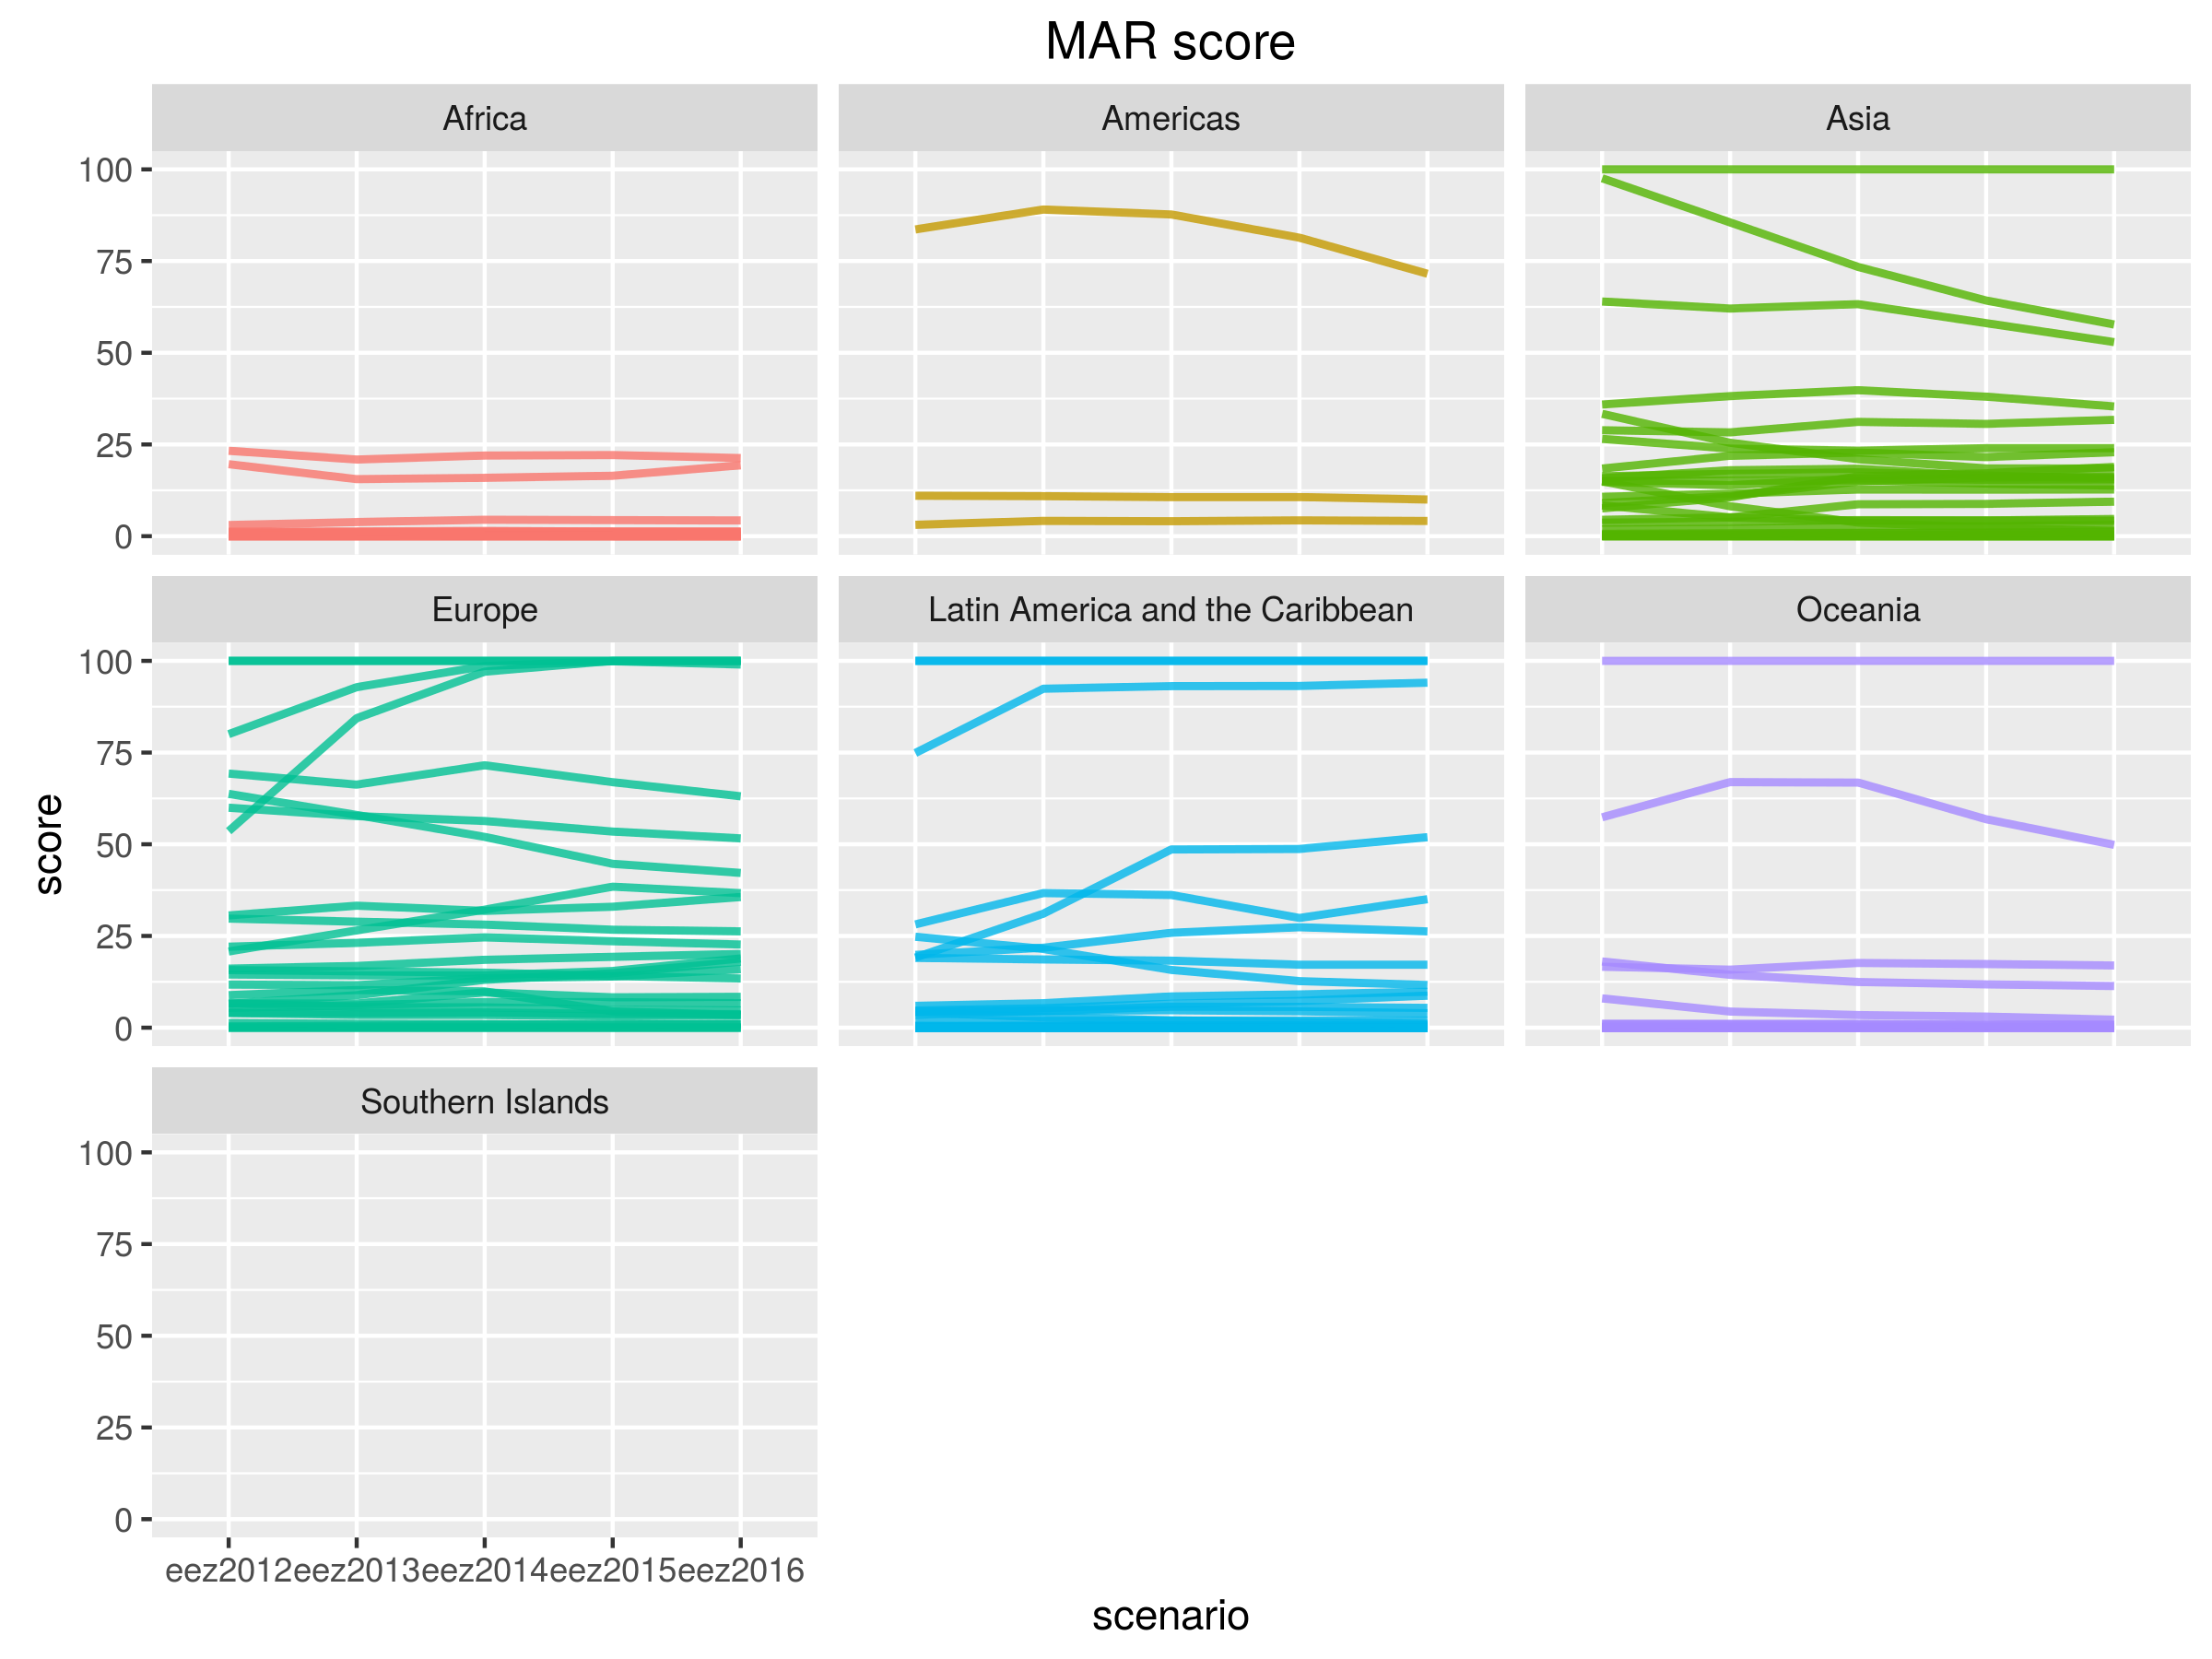 MAR score
Africa
Americas
Asia
100
75
50
25
0
Europe
Latin America and the Caribbean
Oceania
100
75
50
25
0
score
Southern Islands
100
75
50
25
0
eez2012eez2013eez2014eez2015eez2016
scenario